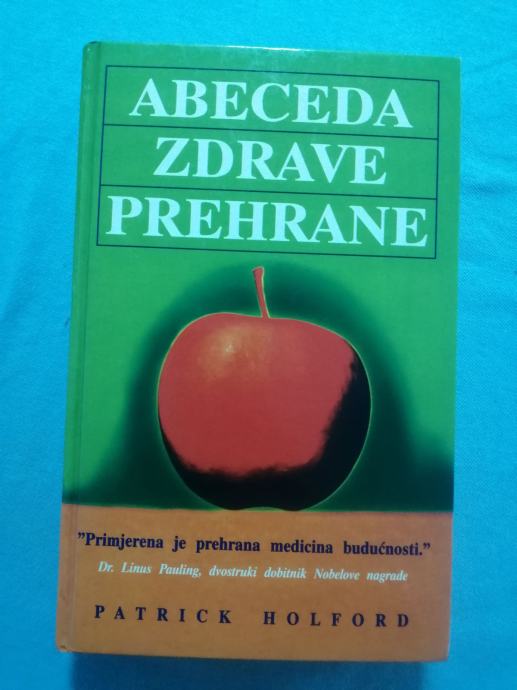 ABECEDA
ZDRAVE
PREHRANE
"Primjerena je prehrana medicina budućnosti."
Dr. Linus Pauling, dvostruki dobitnik Nobelove nagrade
PATRICK HOLFORD